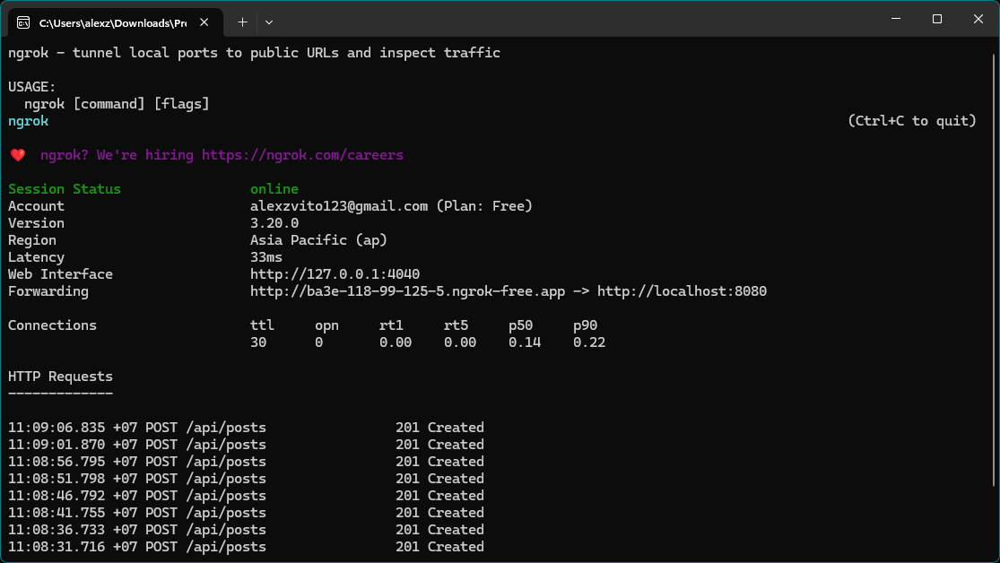 C:\Users\alexz\Downloads\Pr
ngrok - tunnel local ports to public URLs and inspect traffic
USAGE:
ngrok [command] [flags]
ngrok (Ctrl+C to quit)
❤️ ngrok? We're hiring https://ngrok.com/careers
Session Status online
Account alexzvito123@gmail.com (Plan: Free)
Version 3.20.0
Region Asia Pacific (ap)
Latency 33ms
Web Interface http://127.0.0.1:4040
Forwarding http://ba3e-118-99-125-5.ngrok-free.app -> http://localhost:8080
Connections ttl opn rt1 rt5 p50 p90
30 0 0.00 0.00 0.14 0.22
HTTP Requests
-------------
11:09:06.835 +07 POST /api/posts 201 Created
11:09:01.870 +07 POST /api/posts 201 Created
11:08:56.795 +07 POST /api/posts 201 Created
11:08:51.798 +07 POST /api/posts 201 Created
11:08:46.792 +07 POST /api/posts 201 Created
11:08:41.755 +07 POST /api/posts 201 Created
11:08:36.733 +07 POST /api/posts 201 Created
11:08:31.716 +07 POST /api/posts 201 Created